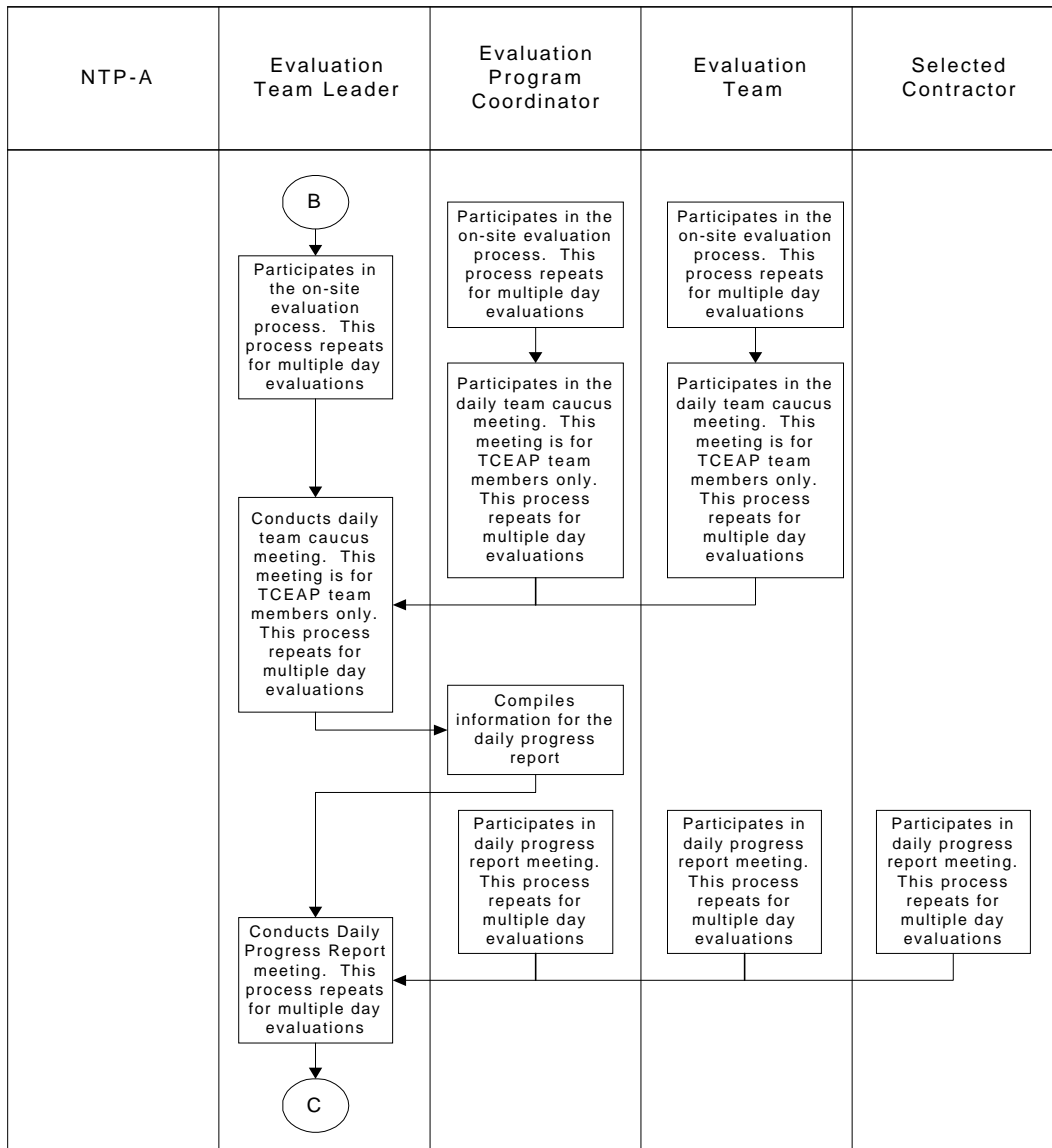 NTP-A
Evaluation
Team Leader
Evaluation
Program
Coordinator
Evaluation
Team
Selected
Contractor
B
Participates in
the on-site
evaluation
process.  This
process repeats
for multiple day
evaluations
Participates in the
on-site evaluation
process.  This
process repeats
for multiple day
evaluations
Participates in the
on-site evaluation
process.  This
process repeats
for multiple day
evaluations
Participates in the
daily team caucus
meeting.  This
meeting is for
TCEAP team
members only.
This process
repeats for
multiple day
evaluations
Participates in the
daily team caucus
meeting.  This
meeting is for
TCEAP team
members only.
This process
repeats for
multiple day
evaluations
Conducts daily
team caucus
meeting.  This
meeting is for
TCEAP team
members only.
This process
repeats for
multiple day
evaluations
Compiles
information for the
daily progress
report
Participates in
daily progress
report meeting.
This process
repeats for
multiple day
evaluations
Participates in
daily progress
report meeting.
This process
repeats for
multiple day
evaluations
Participates in
daily progress
report meeting.
This process
repeats for
multiple day
evaluations
Conducts Daily
Progress Report
meeting.  This
process repeats
for multiple day
evaluations
C